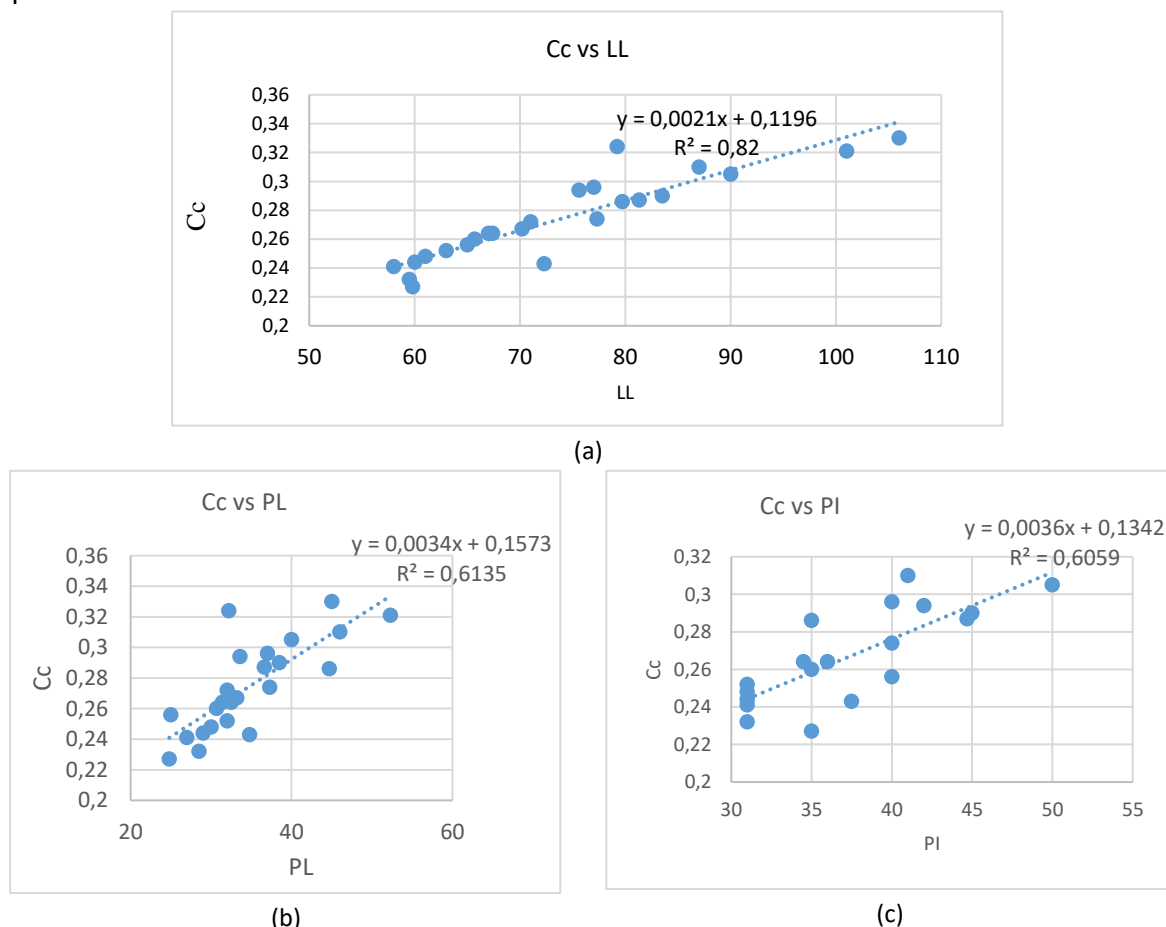 Cc vs LL
y = 0,0021x + 0,1196
R² = 0,82
0,36
0,34
0,32
0,3
0,28
0,26
0,24
0,22
0,2
Cc
50 60 70 80 90 100 110
LL
(a)
Cc vs PL
y = 0,0034x + 0,1573
R² = 0,6135
0,36
0,34
0,32
0,3
0,28
0,26
0,24
0,22
0,2
Cc
20 40 60
PL
(b)
Cc vs PI
y = 0,0036x + 0,1342
R² = 0,6059
0,32
0,3
0,28
0,26
0,24
0,22
0,2
Cc
30 35 40 45 50 55
PI
(c)